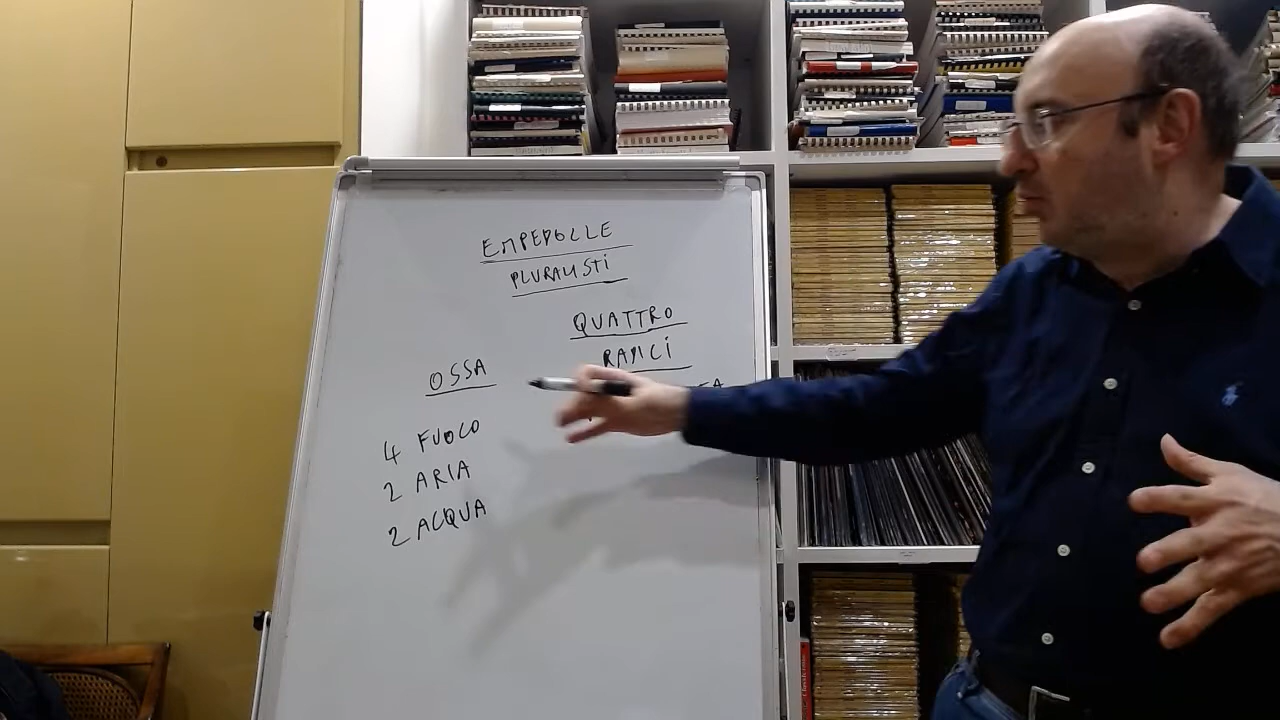 EMPEDOCLE
PLURALISTI
QUATTRO
RADICI
OSSA
4 FUOCO
2 ARIA
2 ACQUA